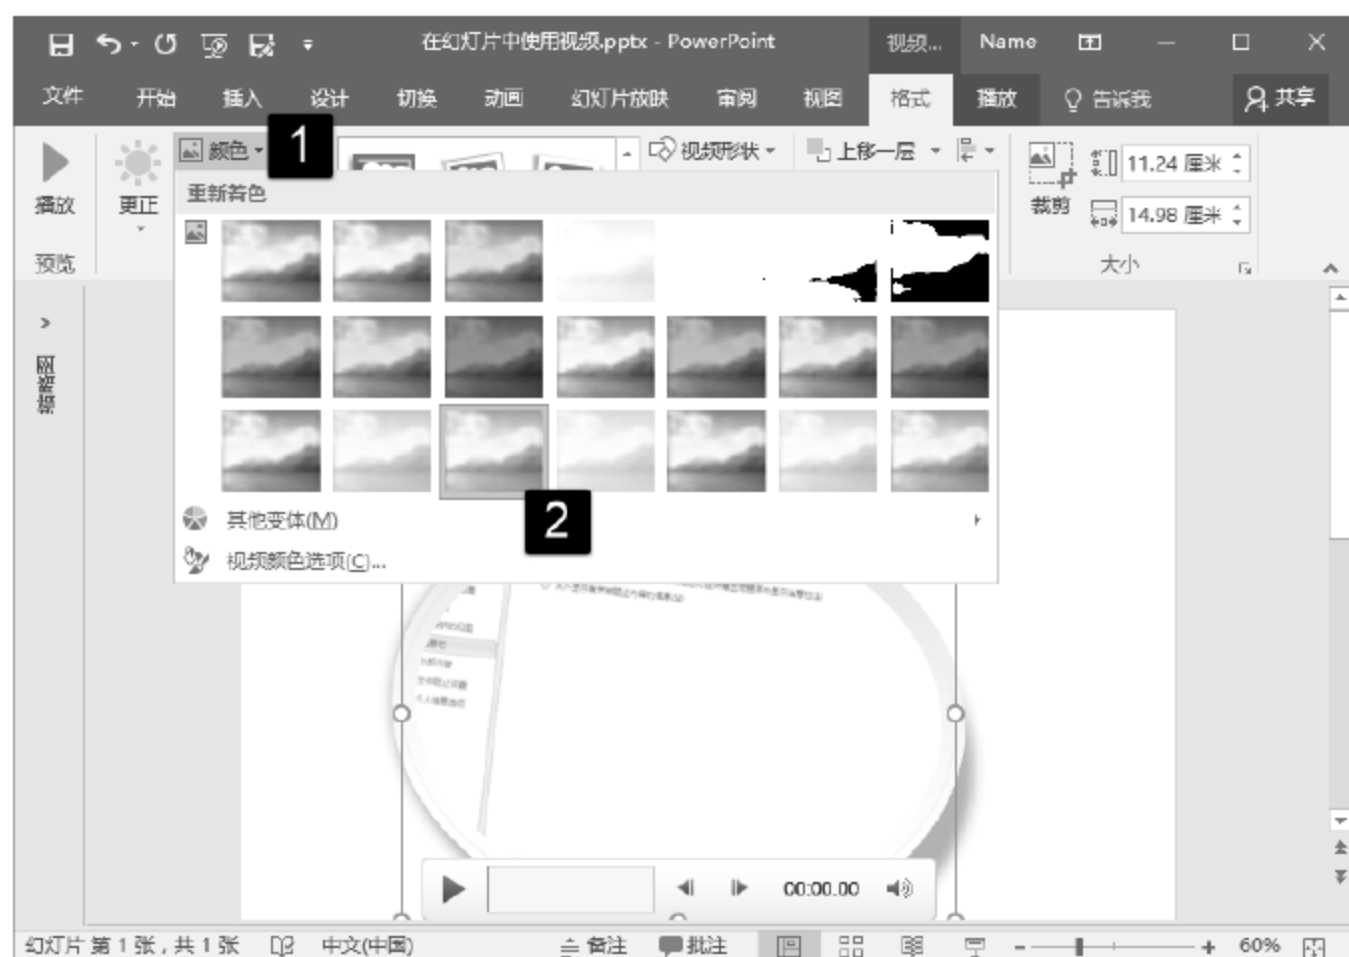 在幻灯片中使用视频.pptx - PowerPoint
视频...
Name
文件 开始 插入 设计 切换 动画 幻灯片放映 审阅 视图 格式 播放 告诉我 共享
颜色
1
视频形状
上移一层
11.24 厘米
播放
更正
重新着色
裁剪
14.98 厘米
预览
大小
缩略图
2
其他变体(M)
视频颜色选项(C)...
00:00.00
幻灯片 第 1 张，共 1 张 中文(中国) 备注 批注 60%